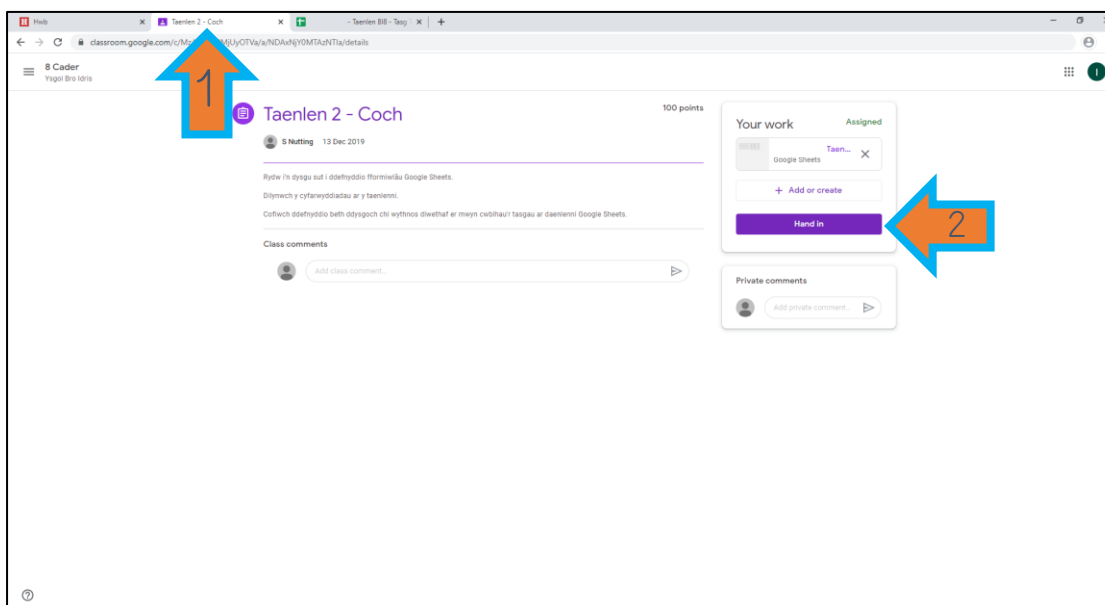 Hwb
Taenlen 2 - Coch
- Taenlen Bl8 - Tasg
classroom.google.com/c/
8 Cader
Ysgol Bro Idris
1
Taenlen 2 - Coch
100 points
S Nutting 13 Dec 2019
Rydw i'n dysgu sut i ddefnyddio fformiwlâu Google Sheets.
Dilynwch y cyfarwyddiadau ar y taenlenni.
Cofiwch ddefnyddio beth ddysgoch chi wythnos diwethaf er mwyn cwblhau'r tasgau ar daenlenni Google Sheets.
Class comments
Add class comment...
Your work Assigned
Taen...
Google Sheets
+ Add or create
Hand in
2
Private comments
Add private comment...
I